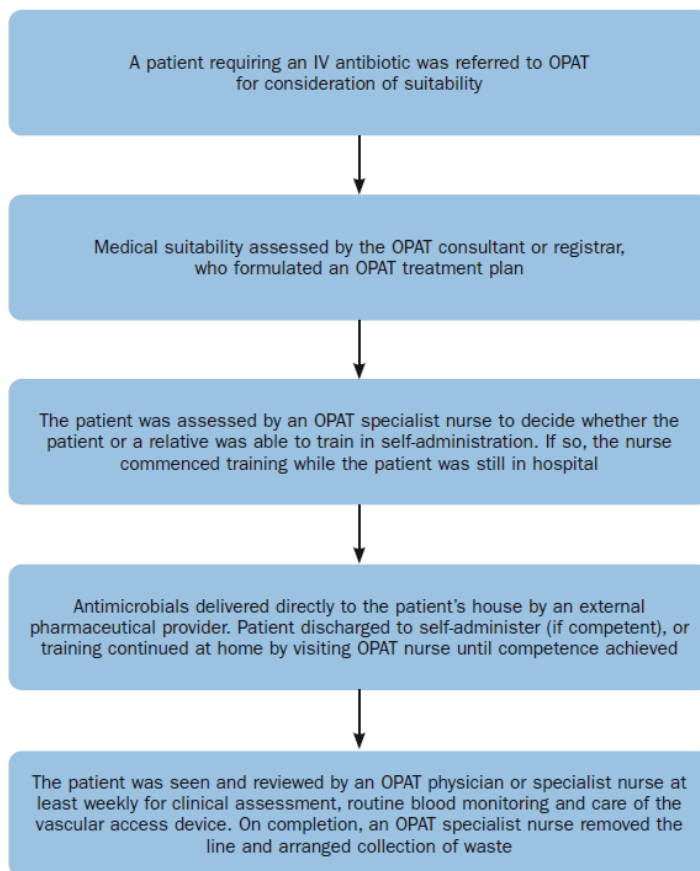 A patient requiring an IV antibiotic was referred to OPAT
for consideration of suitability
Medical suitability assessed by the OPAT consultant or registrar,
who formulated an OPAT treatment plan
The patient was assessed by an OPAT specialist nurse to decide whether the
patient or a relative was able to train in self-administration. If so, the nurse
commenced training while the patient was still in hospital
Antimicrobials delivered directly to the patient's house by an external
pharmaceutical provider. Patient discharged to self-administer (if competent), or
training continued at home by visiting OPAT nurse until competence achieved
The patient was seen and reviewed by an OPAT physician or specialist nurse at
least weekly for clinical assessment, routine blood monitoring and care of the
vascular access device. On completion, an OPAT specialist nurse removed the
line and arranged collection of waste